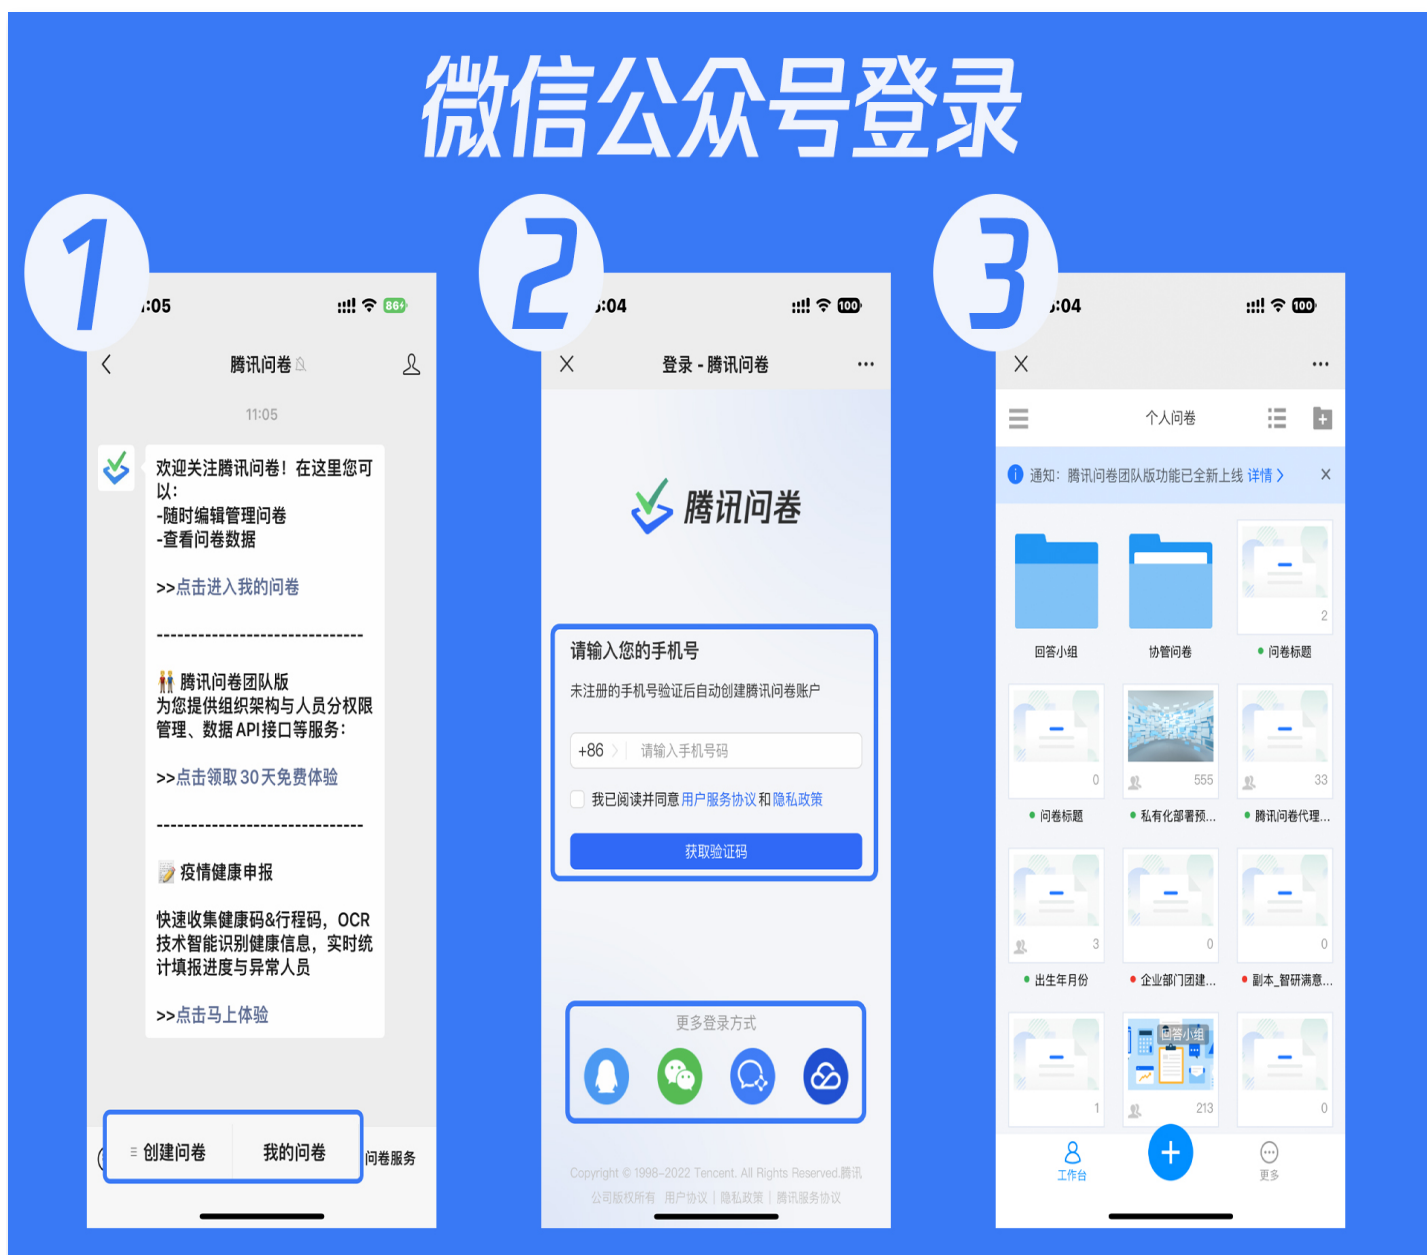 微信公众号登录
1
1:05
86
腾讯问卷
11:05
欢迎关注腾讯问卷！在这里您可
以：
-随时编辑管理问卷
-查看问卷数据
>>点击进入我的问卷
------------------------------
腾讯问卷团队版
为您提供组织架构与人员分权限
管理、数据 API 接口等服务：
>>点击领取 30 天免费体验
------------------------------
疫情健康申报
快速收集健康码&行程码，OCR
技术智能识别健康信息，实时统
计填报进度与异常人员
>>点击马上体验
创建问卷
我的问卷
问卷服务
2
:04
100
登录 - 腾讯问卷
腾讯问卷
请输入您的手机号
未注册的手机号验证后自动创建腾讯问卷账户
+86
请输入手机号码
我已阅读并同意 用户服务协议 和 隐私政策
获取验证码
更多登录方式
Copyright © 1998-2022 Tencent. All Rights Reserved.腾讯
公司版权所有 用户协议 | 隐私政策 | 腾讯服务协议
3
:04
100
个人问卷
通知：腾讯问卷团队版功能已全新上线 详情
2
回答小组
协管问卷
问卷标题
0
555
33
问卷标题
私有化部署预...
腾讯问卷代理...
3
0
0
出生年月份
企业部门团建...
副本_智研满意...
回答小组
1
213
0
工作台
更多